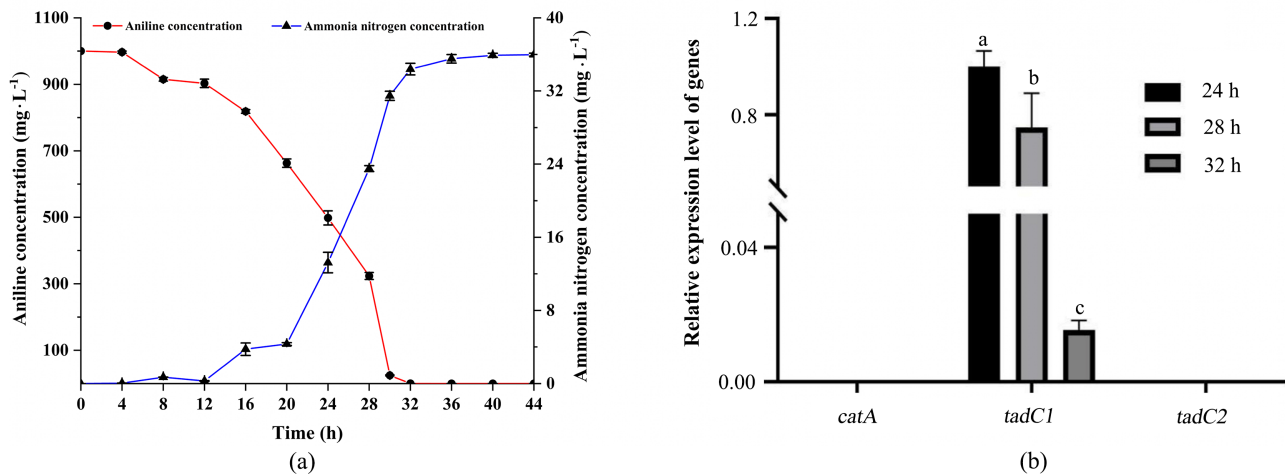 Aniline concentration
Ammonia nitrogen concentration
Aniline concentration (mg·L⁻¹)
1100
900
700
500
300
100
Ammonia nitrogen concentration (mg·L⁻¹)
40
32
24
16
8
0
0 4 8 12 16 20 24 28 32 36 40 44
Time (h)
(a)
Relative expression level of genes
1.2
0.8
0.04
0.00
a
b
c
24 h
28 h
32 h
catA tadC1 tadC2
(b)